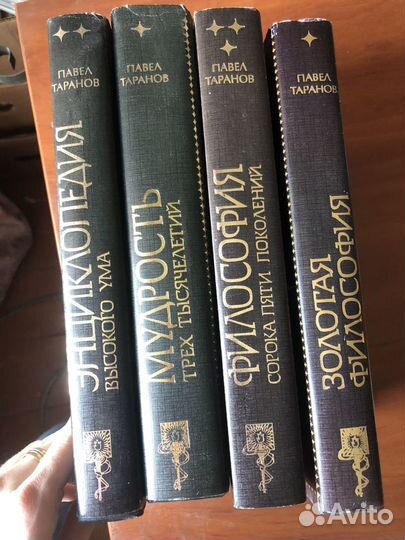 ПАВЕЛ
ТАРАНОВ
ЭНЦИКЛОПЕДИЯ
ВЫСОКОГО УМА
ПАВЕЛ
ТАРАНОВ
МУДРОСТЬ
ТРЕХ ТЫСЯЧЕЛЕТИЙ
ПАВЕЛ
ТАРАНОВ
ФИЛОСОФИЯ
СОРОКА ПЯТИ ПОКОЛЕНИЙ
ПАВЕЛ
ТАРАНОВ
ЗОЛОТАЯ
ФИЛОСОФИЯ
Avito